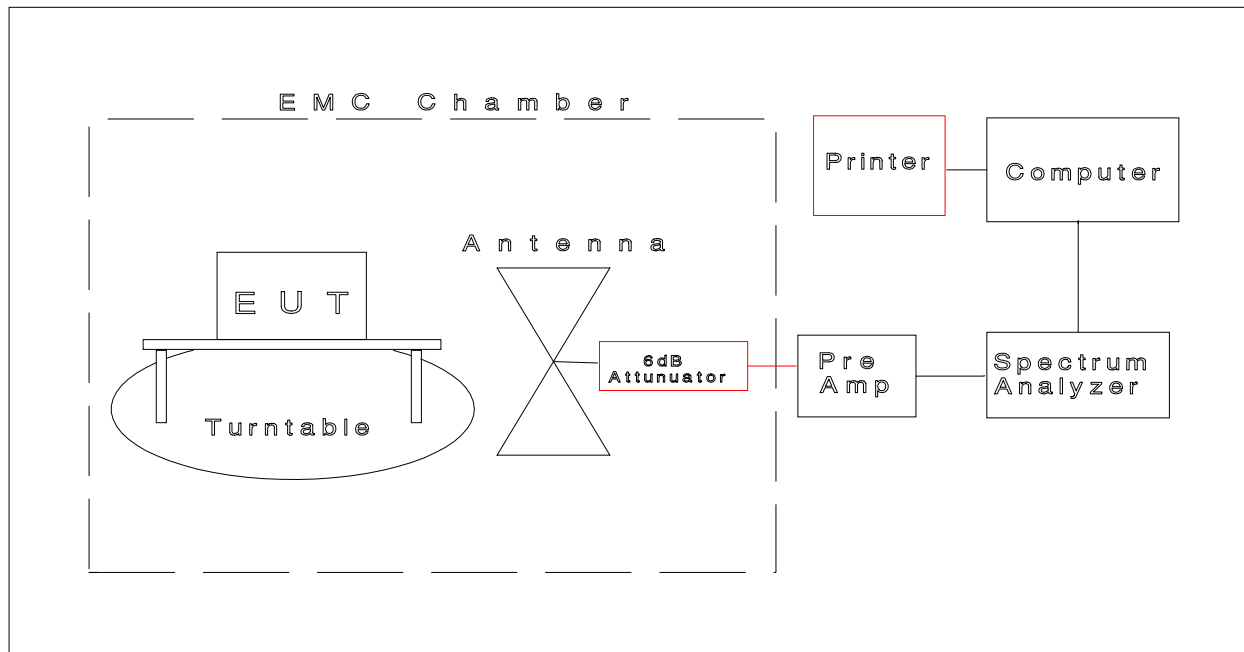 EMC Chamber
Printer
Computer
Antenna
EUT
6dB
Attunuator
Pre
Amp
Spectrum
Analyzer
Turntable